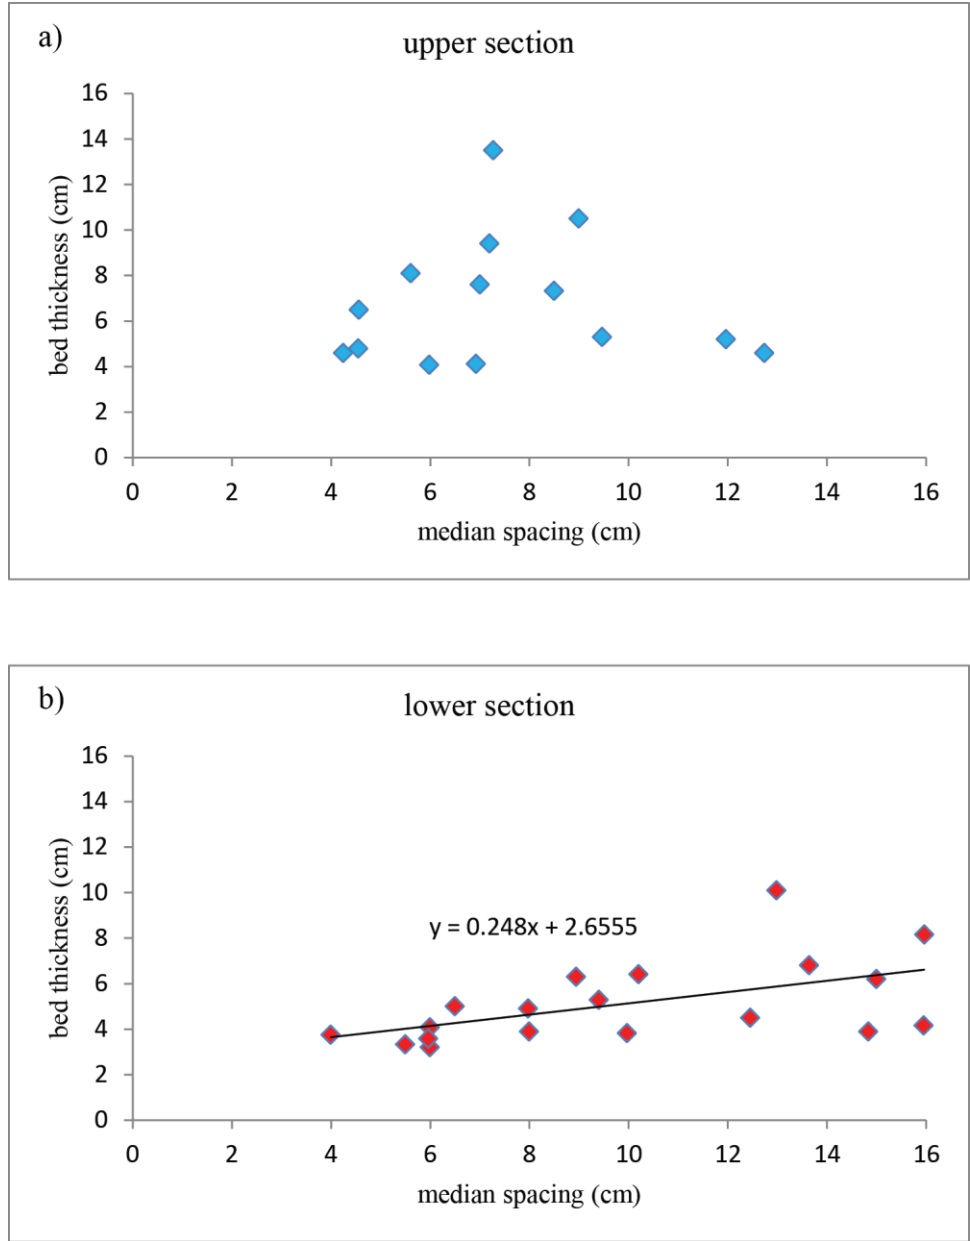 a)
upper section
16
14
12
10
8
6
4
2
0
bed thickness (cm)
0 2 4 6 8 10 12 14 16
median spacing (cm)
b)
lower section
16
14
12
10
8
6
4
2
0
bed thickness (cm)
y = 0.248x + 2.6555
0 2 4 6 8 10 12 14 16
median spacing (cm)